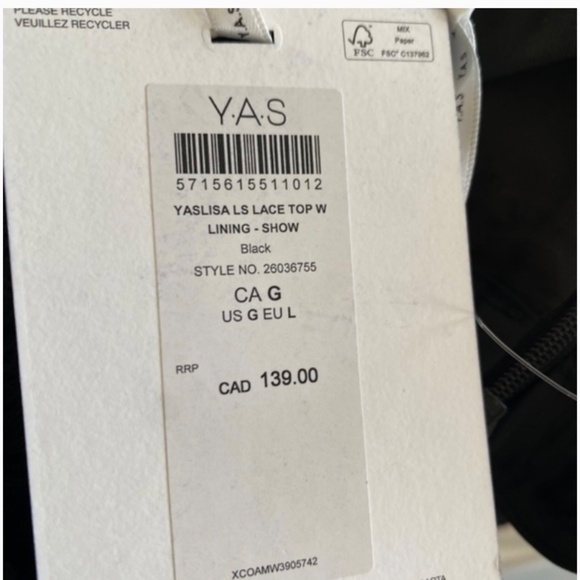 PLEASE RECYCLE
VEUILLEZ RECYCLER
MIX
Paper
FSC
FSC® C137962
Y.A.S
5715615511012
YASLISA LS LACE TOP W
LINING - SHOW
Black
STYLE NO. 26036755
CA G
US G EU L
RRP
CAD 139.00
XCOAMW3905742